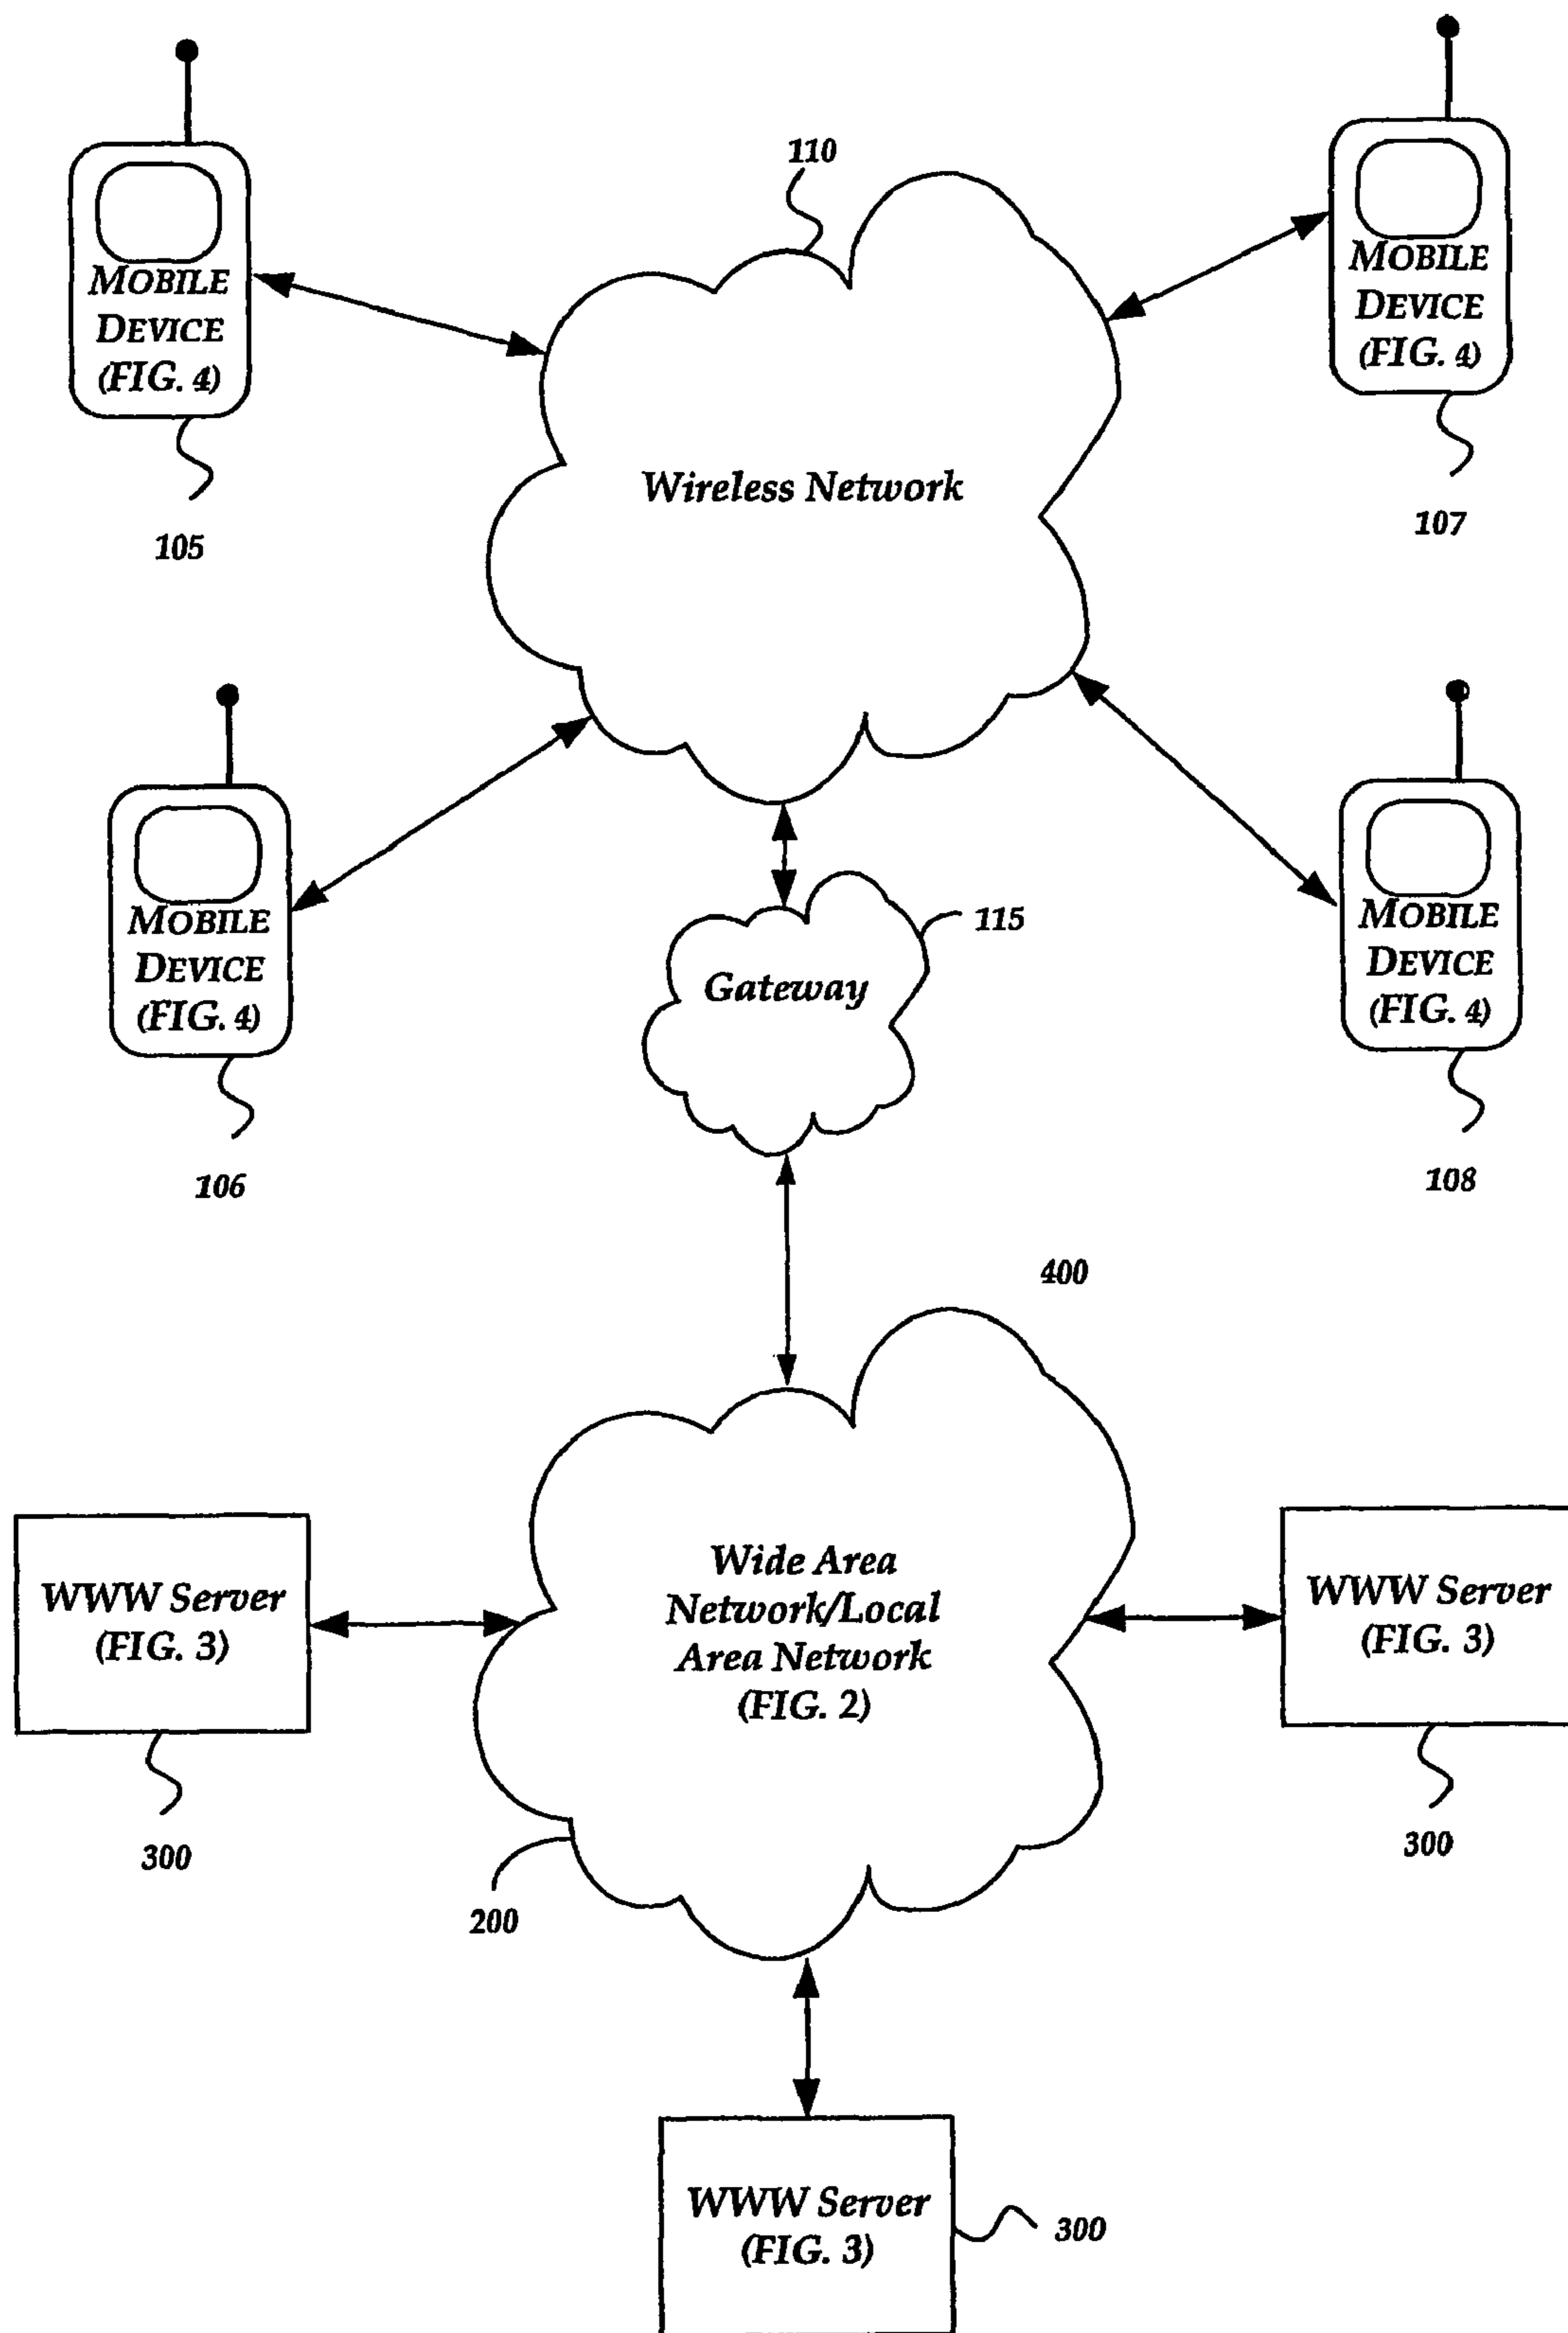 110
MOBILE
DEVICE
(FIG. 4)
105
MOBILE
DEVICE
(FIG. 4)
107
Wireless Network
MOBILE
DEVICE
(FIG. 4)
106
MOBILE
DEVICE
(FIG. 4)
108
115
Gateway
400
WWW Server
(FIG. 3)
300
Wide Area
Network/Local
Area Network
(FIG. 2)
200
WWW Server
(FIG. 3)
300
WWW Server
(FIG. 3)
300